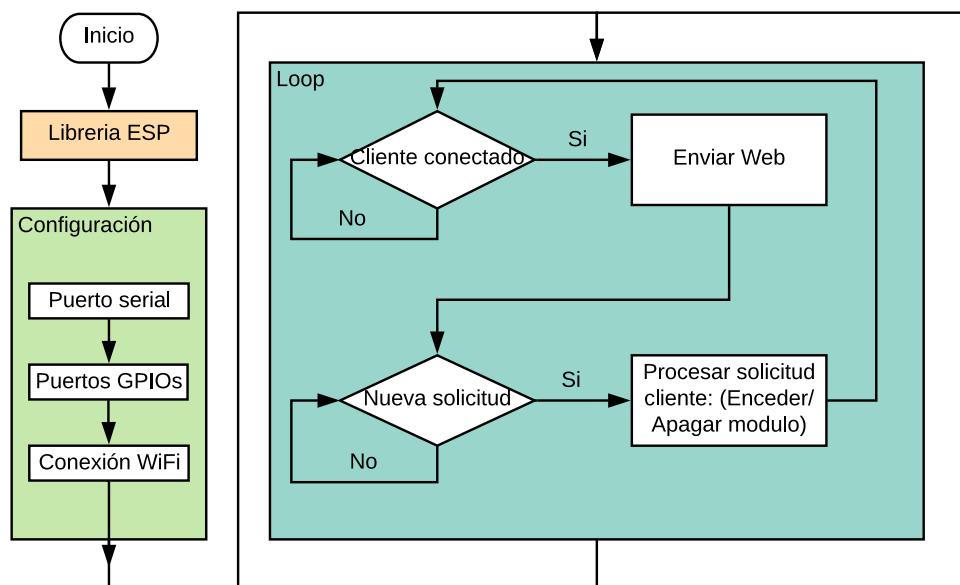 Inicio
Libreria ESP
Configuración
Puerto serial
Puertos GPIOs
Conexión WiFi
Loop
Cliente conectado
Si
Enviar Web
No
Nueva solicitud
Si
Procesar solicitud
cliente: (Enceder/
Apagar modulo)
No